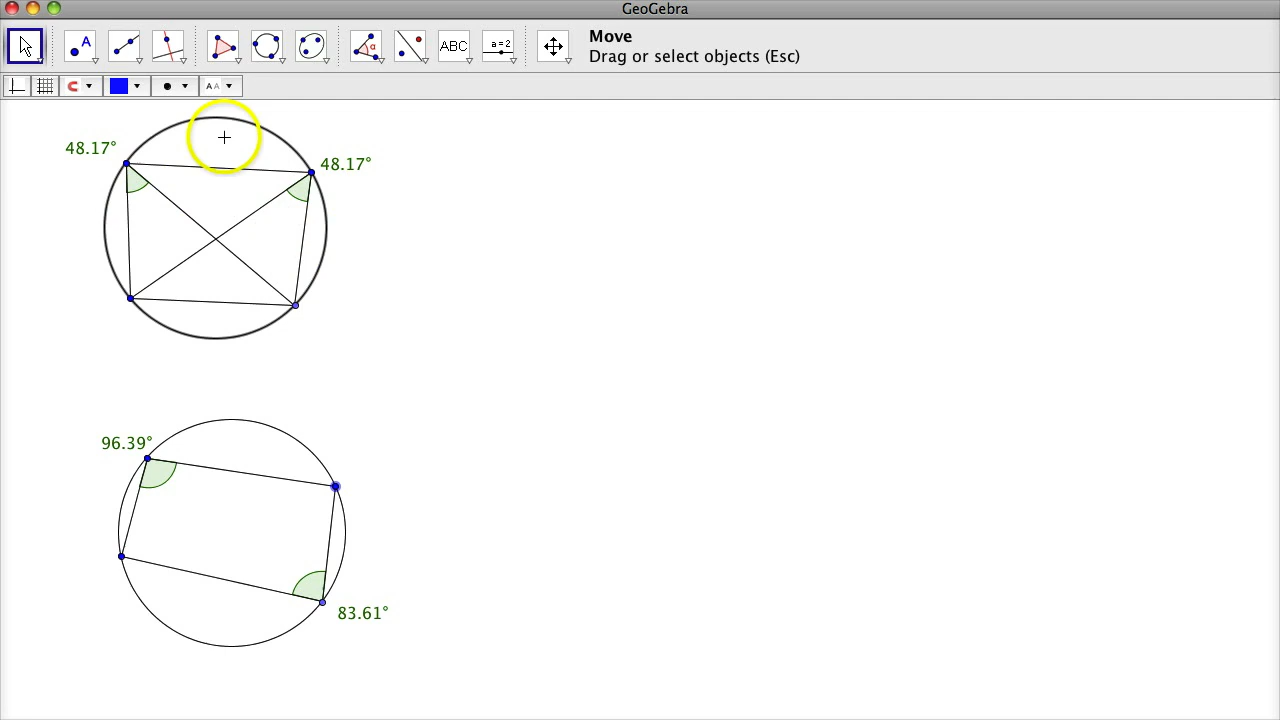 GeoGebra
A
α
ABC
a=2
Move
Drag or select objects (Esc)
A A
48.17°
48.17°
96.39°
83.61°